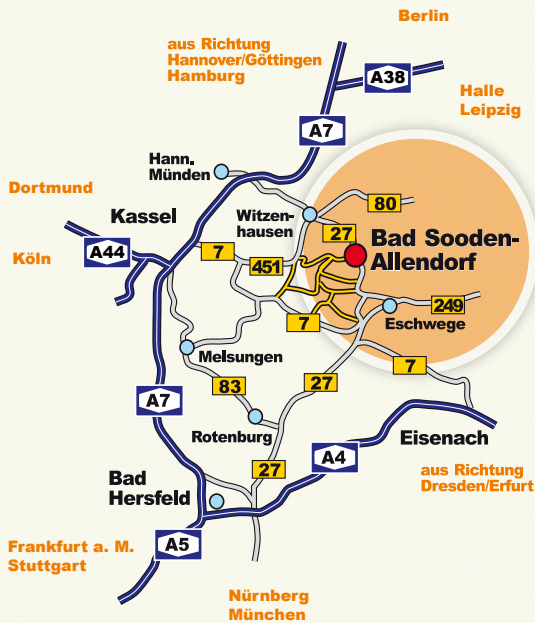 Berlin
aus Richtung
Hannover/Göttingen
Hamburg
A38
Halle
Leipzig
A7
Hann.
Münden
Dortmund
Kassel
Witzen-
hausen
80
27
Bad Sooden-
Allendorf
Köln
A44
7
451
249
7
Eschwege
Melsungen
7
A7
83
27
Rotenburg
Eisenach
A4
27
aus Richtung
Dresden/Erfurt
Bad
Hersfeld
A5
Frankfurt a. M.
Stuttgart
Nürnberg
München